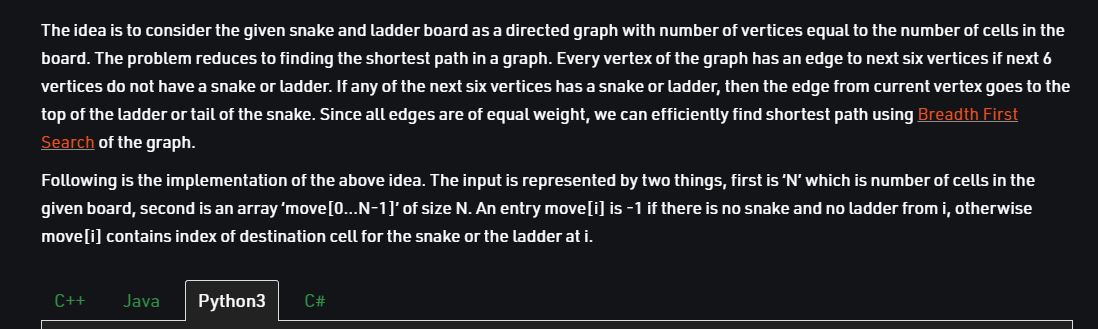 The idea is to consider the given snake and ladder board as a directed graph with number of vertices equal to the number of cells in the
board. The problem reduces to finding the shortest path in a graph. Every vertex of the graph has an edge to next six vertices if next 6
vertices do not have a snake or ladder. If any of the next six vertices has a snake or ladder, then the edge from current vertex goes to the
top of the ladder or tail of the snake. Since all edges are of equal weight, we can efficiently find shortest path using Breadth First
Search of the graph.
Following is the implementation of the above idea. The input is represented by two things, first is ‘N’ which is number of cells in the
given board, second is an array ‘move[0…N-1]’ of size N. An entry move[i] is -1 if there is no snake and no ladder from i, otherwise
move[i] contains index of destination cell for the snake or the ladder at i.
C++ Java Python3 C#